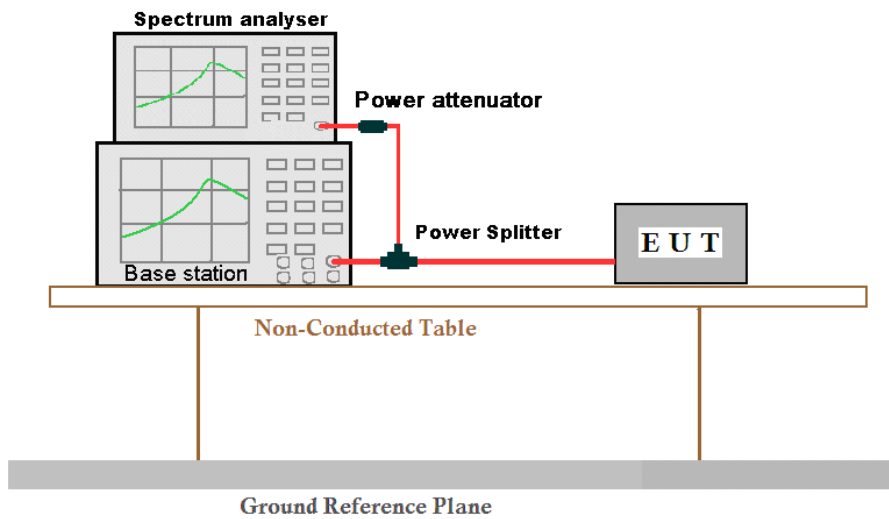 Spectrum analyser
Power attenuator
Power Splitter
E U T
Base station
Non-Conducted Table
Ground Reference Plane